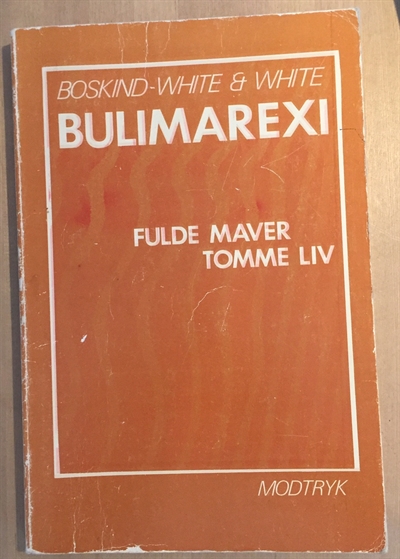 BOSKIND-WHITE & WHITE
BULIMAREXI
FULDE MAVER
TOMME LIV
MODTRYK